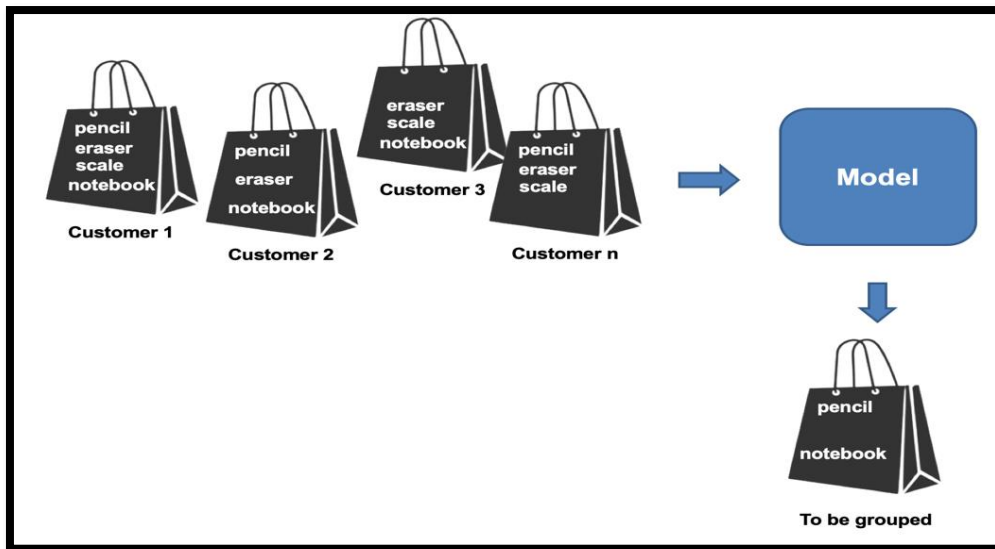 pencil
eraser
scale
notebook
Customer 1
pencil
eraser
notebook
Customer 2
eraser
scale
notebook
Customer 3
pencil
eraser
scale
Customer n
Model
pencil
notebook
To be grouped